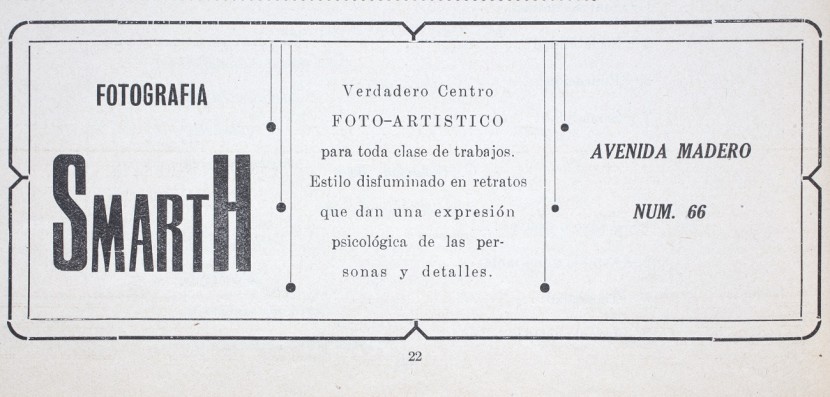 FOTOGRAFIA
SMARTH
Verdadero Centro
FOTO-ARTISTICO
para toda clase de trabajos.
Estilo disfuminado en retratos
que dan una expresión
psicológica de las per-
sonas y detalles.
AVENIDA MADERO
NUM. 66
22